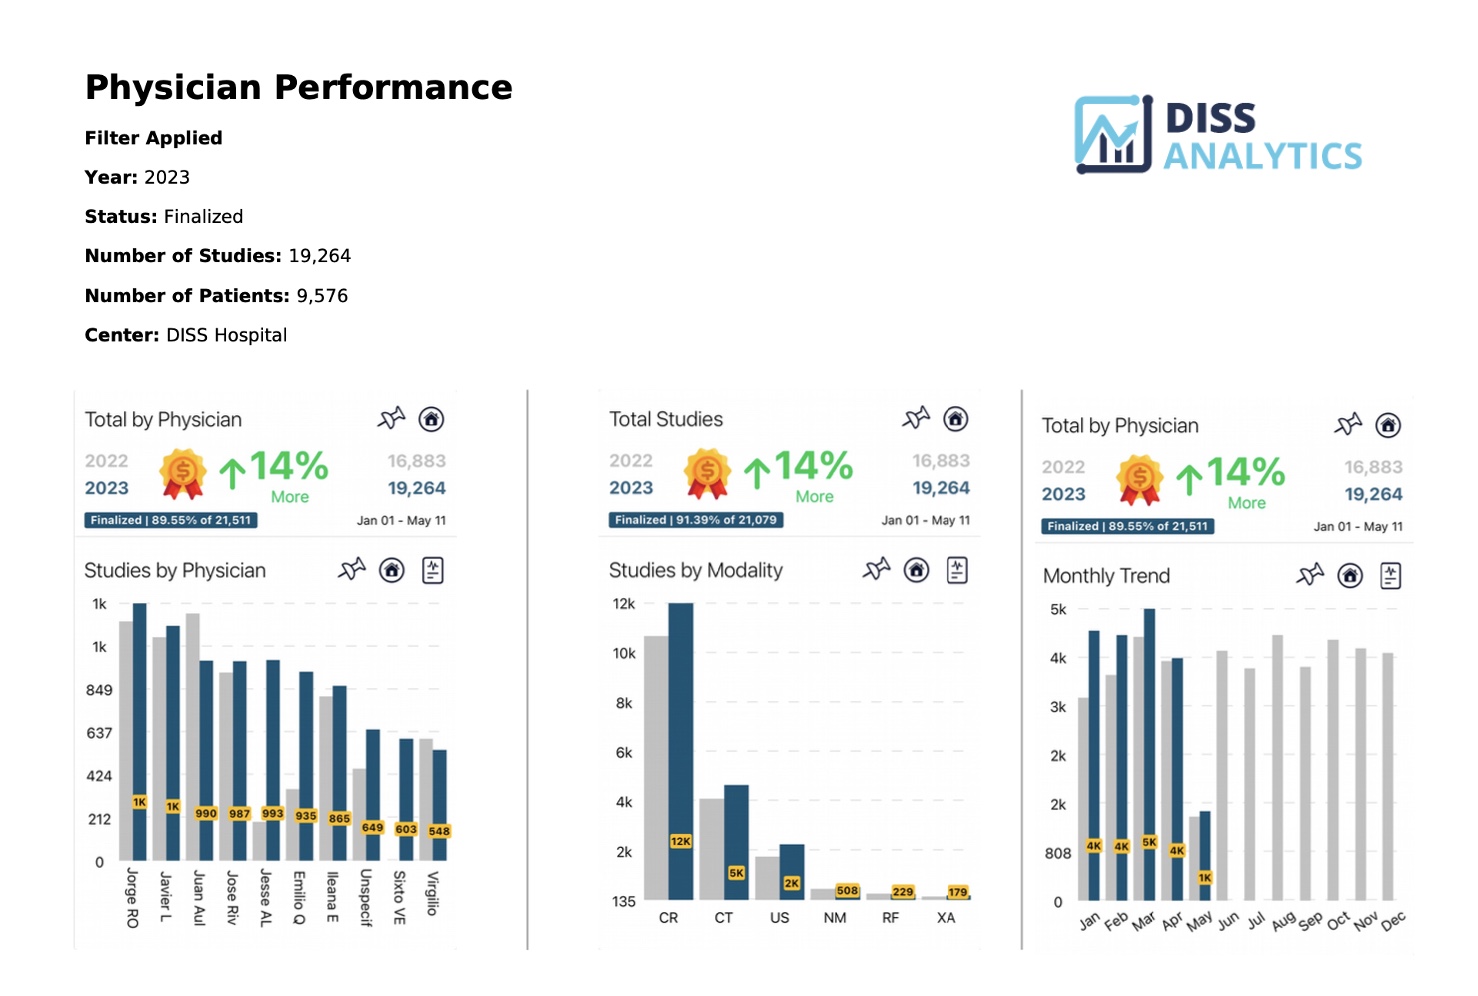 Physician Performance
Filter Applied
Year: 2023
Status: Finalized
Number of Studies: 19,264
Number of Patients: 9,576
Center: DISS Hospital
DISS
ANALYTICS
Total by Physician
2022
2023
14%
More
16,883
19,264
Finalized | 89.55% of 21,511
Jan 01 - May 11
Studies by Physician
1k
1k
849
637
424
212
0
1K
1K
990
987
993
935
865
649
603
548
Jorge RO
Javier L
Juan Aul
Jose Riv
Jesse AL
Emilio Q
Ileana E
Unspecif
Sixto VE
Virgilio
Total Studies
2022
2023
14%
More
16,883
19,264
Finalized | 91.39% of 21,079
Jan 01 - May 11
Studies by Modality
12k
10k
8k
6k
4k
2k
135
12K
5K
2K
508
229
179
CR
CT
US
NM
RF
XA
Total by Physician
2022
2023
14%
More
16,883
19,264
Finalized | 89.55% of 21,511
Jan 01 - May 11
Monthly Trend
5k
4k
3k
2k
2k
808
0
4K
4K
5K
4K
1K
Jan
Feb
Mar
Apr
May
Jun
Jul
Aug
Sep
Oct
Nov
Dec